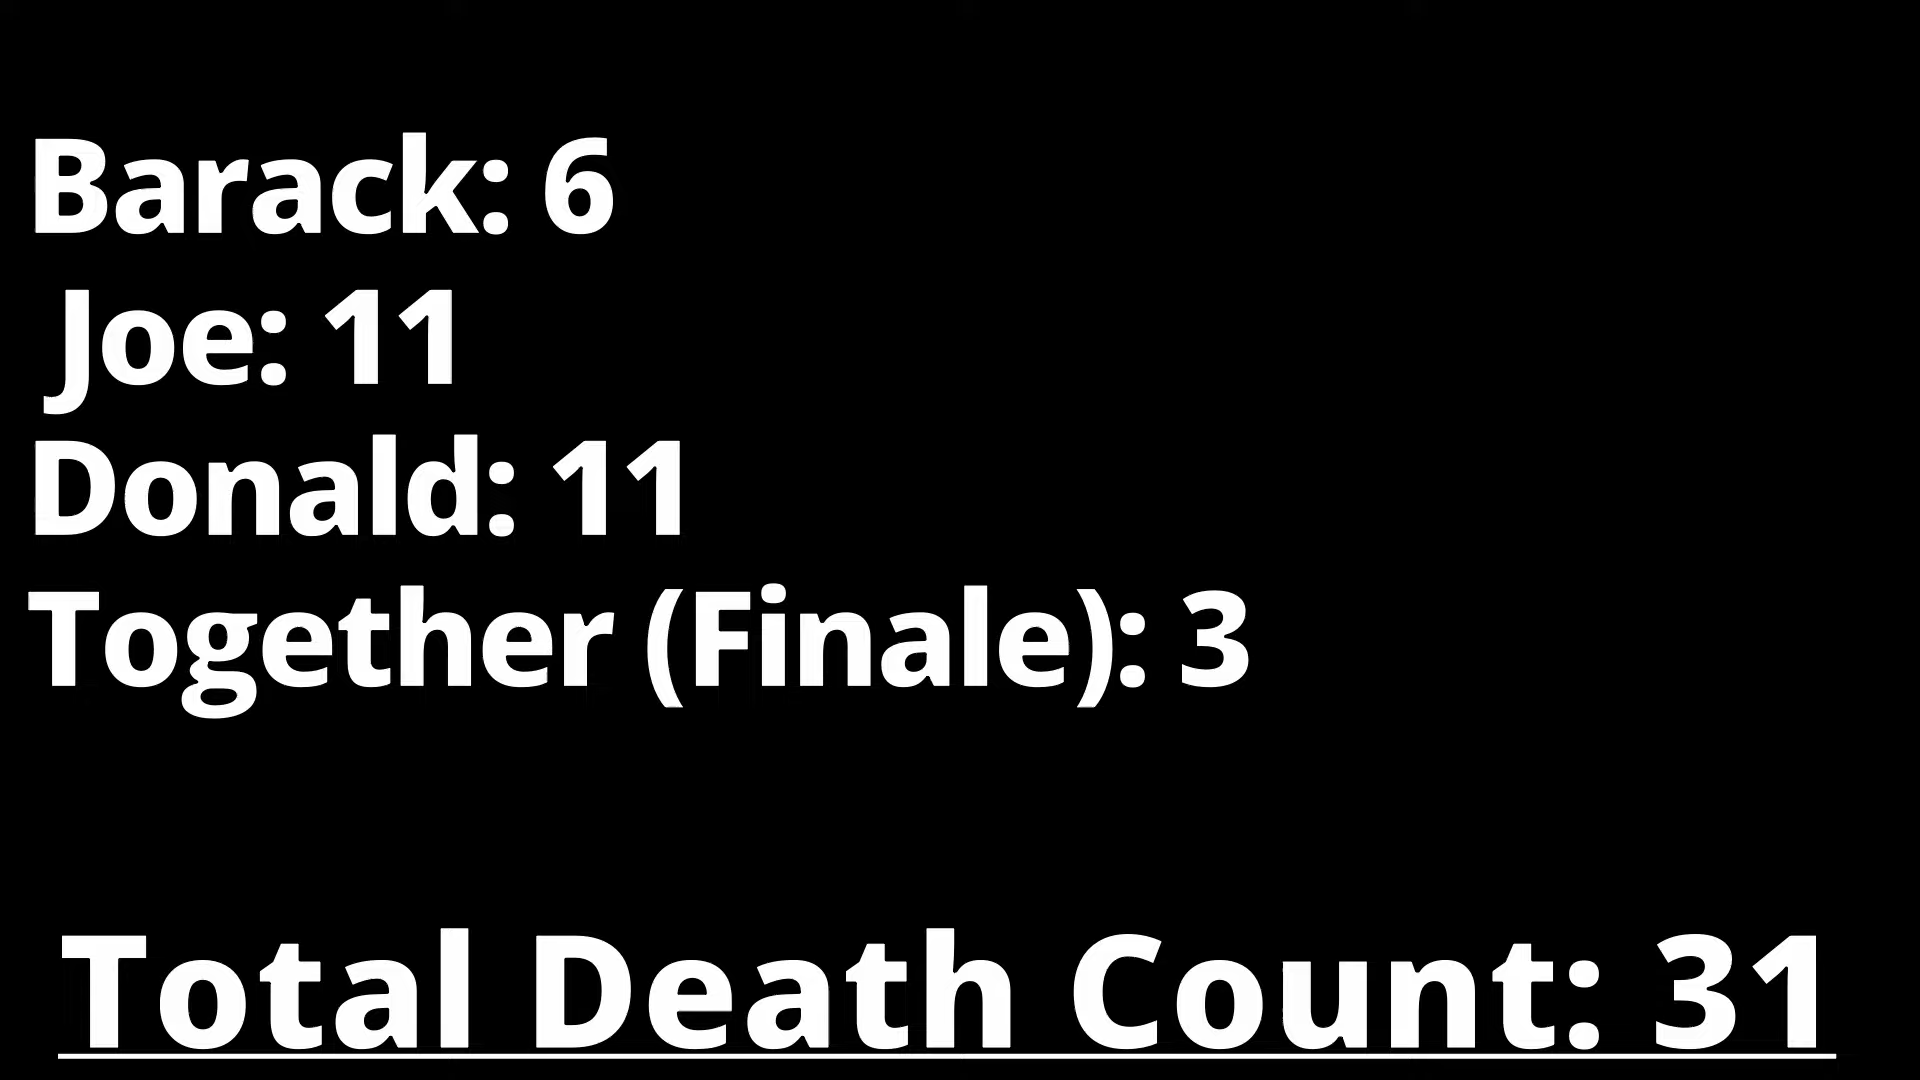 Barack: 6
Joe: 11
Donald: 11
Together (Finale): 3
Total Death Count: 31